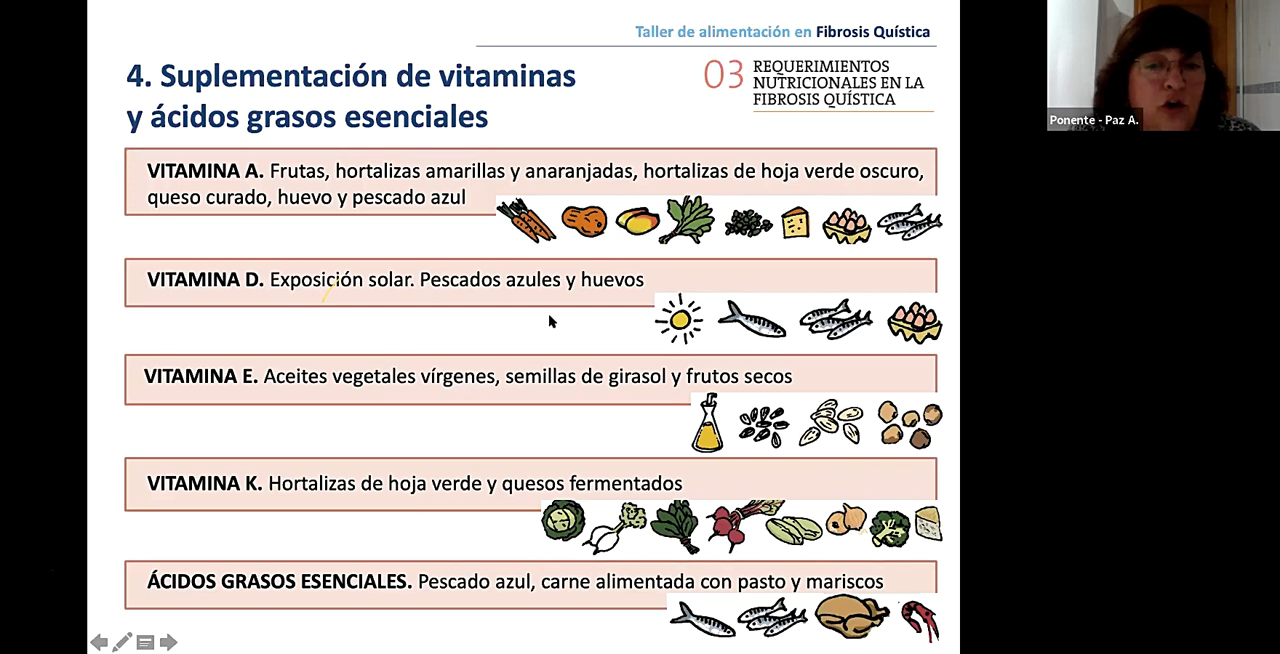 Taller de alimentación en Fibrosis Quística
4. Suplementación de vitaminas
y ácidos grasos esenciales
03 REQUERIMIENTOS
NUTRICIONALES EN LA
FIBROSIS QUÍSTICA
Ponente - Paz A.
VITAMINA A. Frutas, hortalizas amarillas y anaranjadas, hortalizas de hoja verde oscuro,
queso curado, huevo y pescado azul
VITAMINA D. Exposición solar. Pescados azules y huevos
VITAMINA E. Aceites vegetales vírgenes, semillas de girasol y frutos secos
VITAMINA K. Hortalizas de hoja verde y quesos fermentados
ÁCIDOS GRASOS ESENCIALES. Pescado azul, carne alimentada con pasto y mariscos